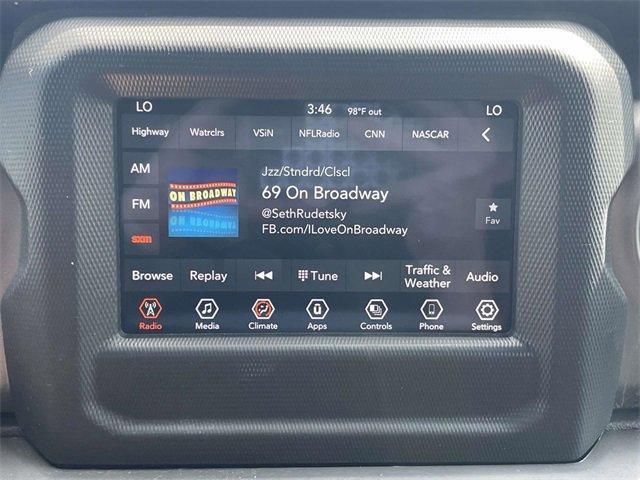 LO 3:46 98°F out LO
Highway Watrclrs VSiN NFLRadio CNN NASCAR
AM
FM
sxm
ON BROADWAY
Jzz/Stndrd/Clscl
69 On Broadway
@SethRudetsky
FB.com/ILoveOnBroadway
Fav
Browse Replay Tune Traffic & Weather Audio
Radio Media Climate Apps Controls Phone Settings